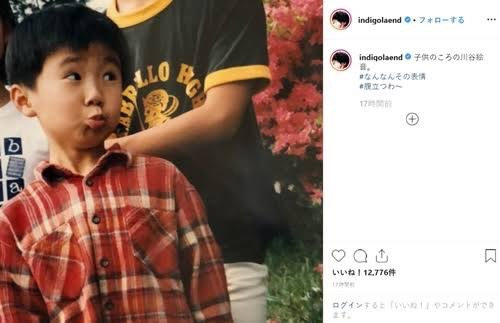 indigolaend • フォローする
indigolaend 子供のころの川谷絵
音。
#なんなんその表情
#腹立つわ〜
17時間前
b
a
いいね！12,776件
17時間前
ログインすると「いいね！」やコメントができ
ます。